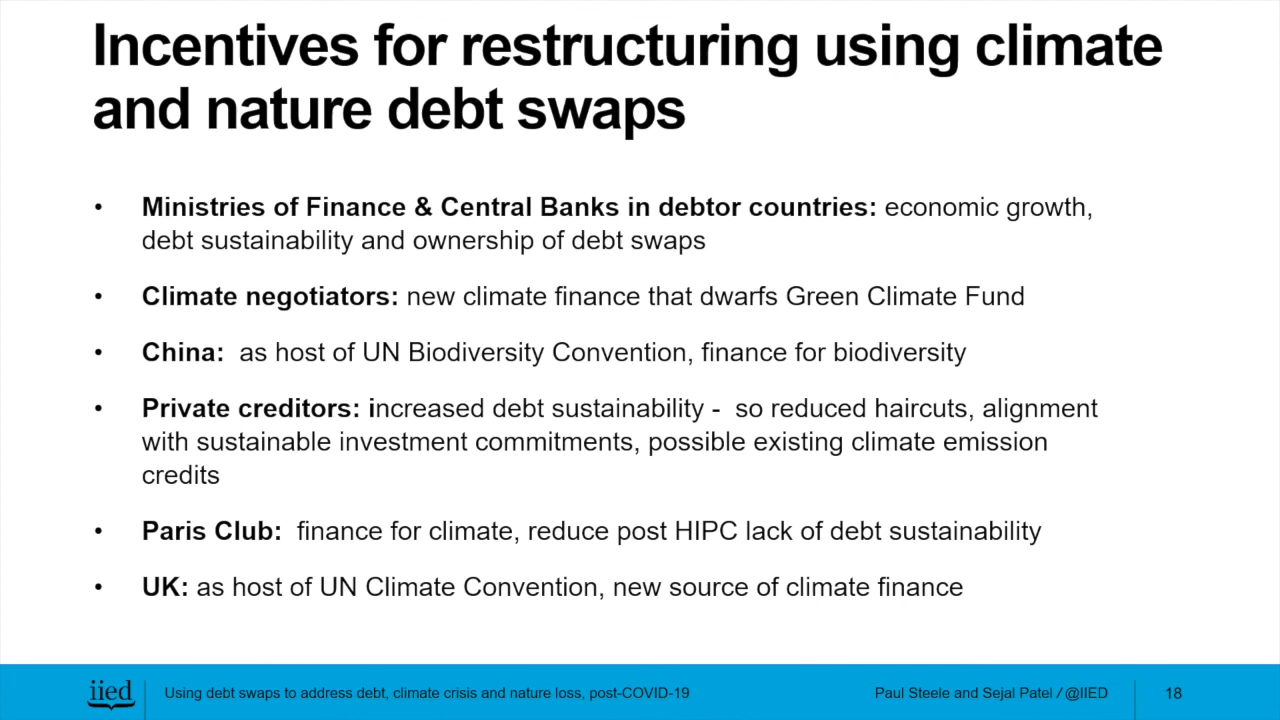 Incentives for restructuring using climate
and nature debt swaps
• Ministries of Finance & Central Banks in debtor countries: economic growth,
debt sustainability and ownership of debt swaps
• Climate negotiators: new climate finance that dwarfs Green Climate Fund
• China:  as host of UN Biodiversity Convention, finance for biodiversity
• Private creditors: increased debt sustainability -  so reduced haircuts, alignment
with sustainable investment commitments, possible existing climate emission
credits
• Paris Club:  finance for climate, reduce post HIPC lack of debt sustainability
• UK: as host of UN Climate Convention, new source of climate finance
iied
Using debt swaps to address debt, climate crisis and nature loss, post-COVID-19
Paul Steele and Sejal Patel / @IIED
18